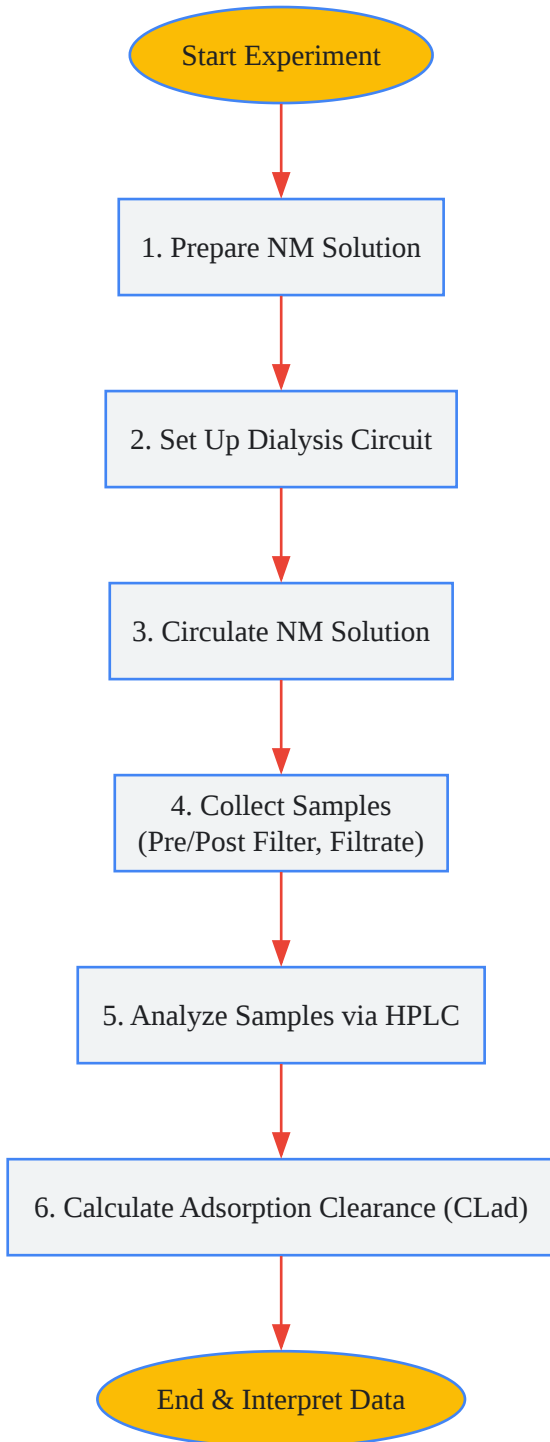 Start Experiment
1. Prepare NM Solution
2. Set Up Dialysis Circuit
3. Circulate NM Solution
4. Collect Samples
(Pre/Post Filter, Filtrate)
5. Analyze Samples via HPLC
6. Calculate Adsorption Clearance (CLad)
End & Interpret Data